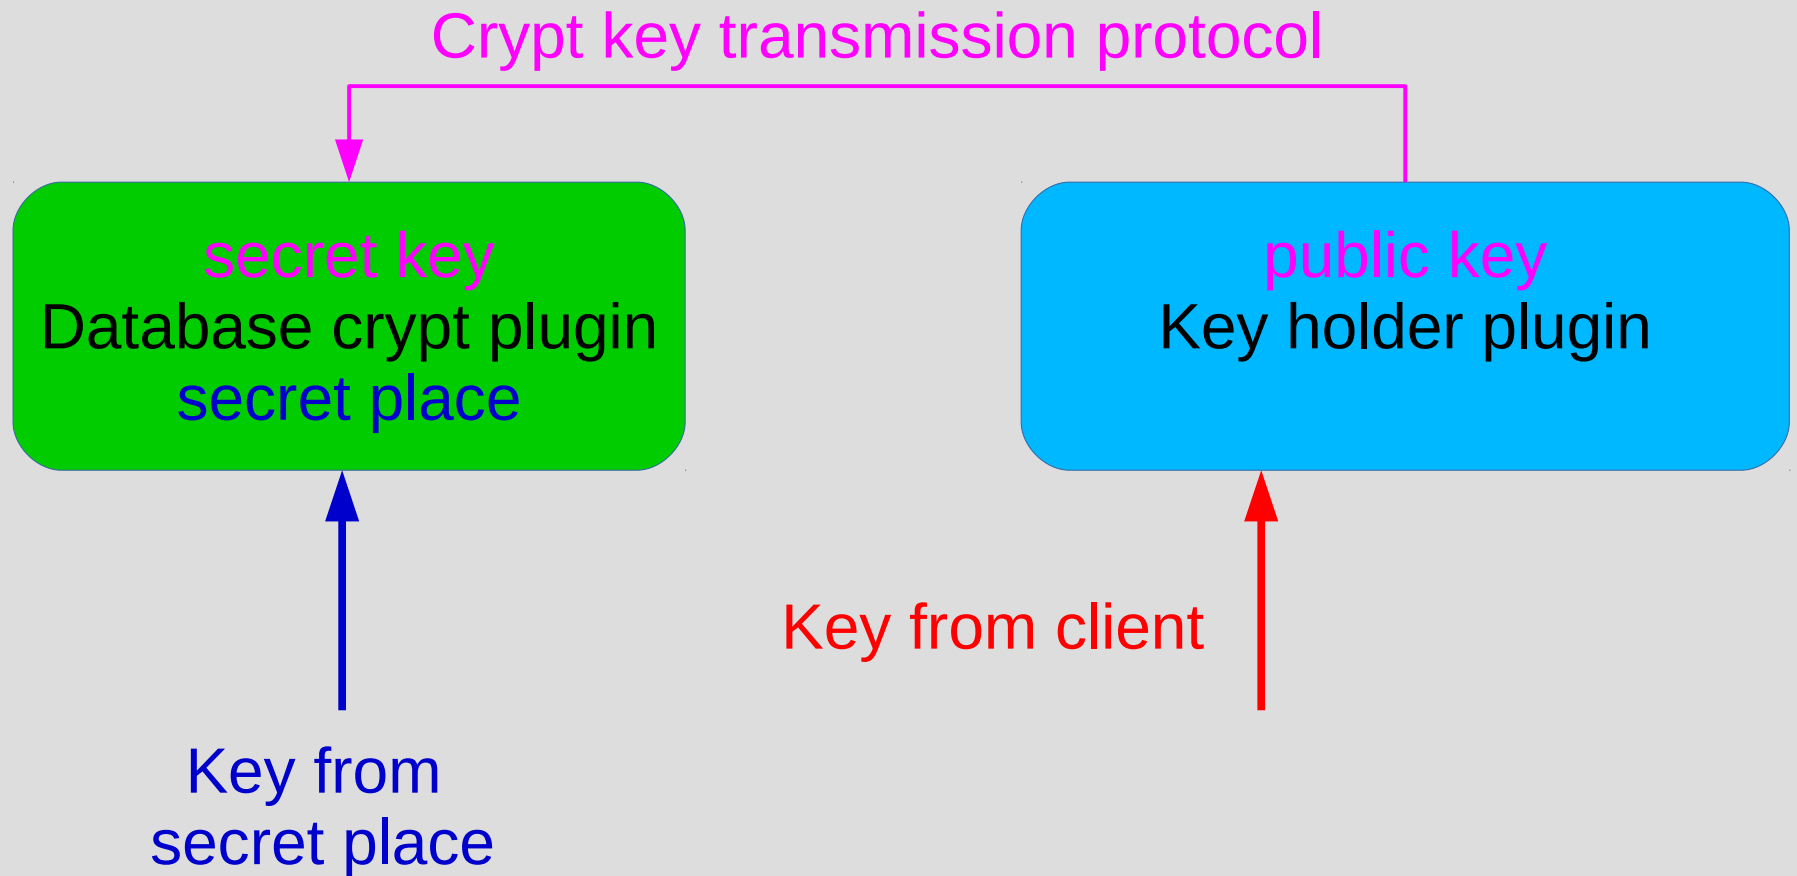 Crypt key transmission protocol
secret key
Database crypt plugin
secret place
public key
Key holder plugin
Key from client
Key from
secret place